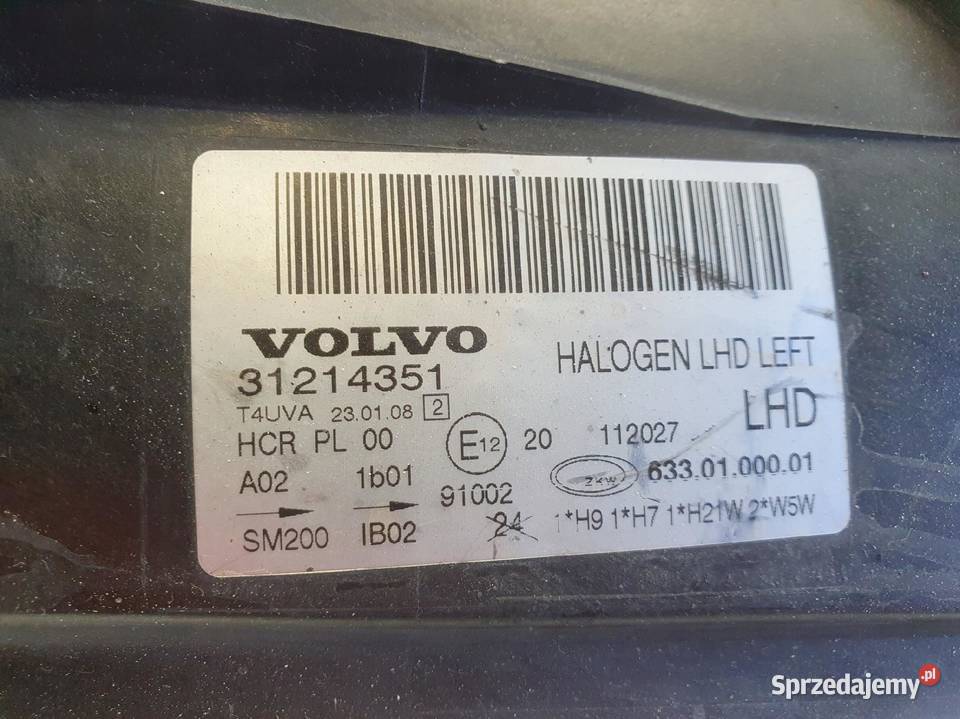 VOLVO
31214351
HALOGEN LHD LEFT
LHD
T4UVA 23.01.08 2
HCR PL 00
E12 20 112027
A02 1b01
91002
ZKW 633.01.000.01
SM200 IB02
24 1*H9 1*H7 1*H21W 2*W5W
Sprzedajemy.pl